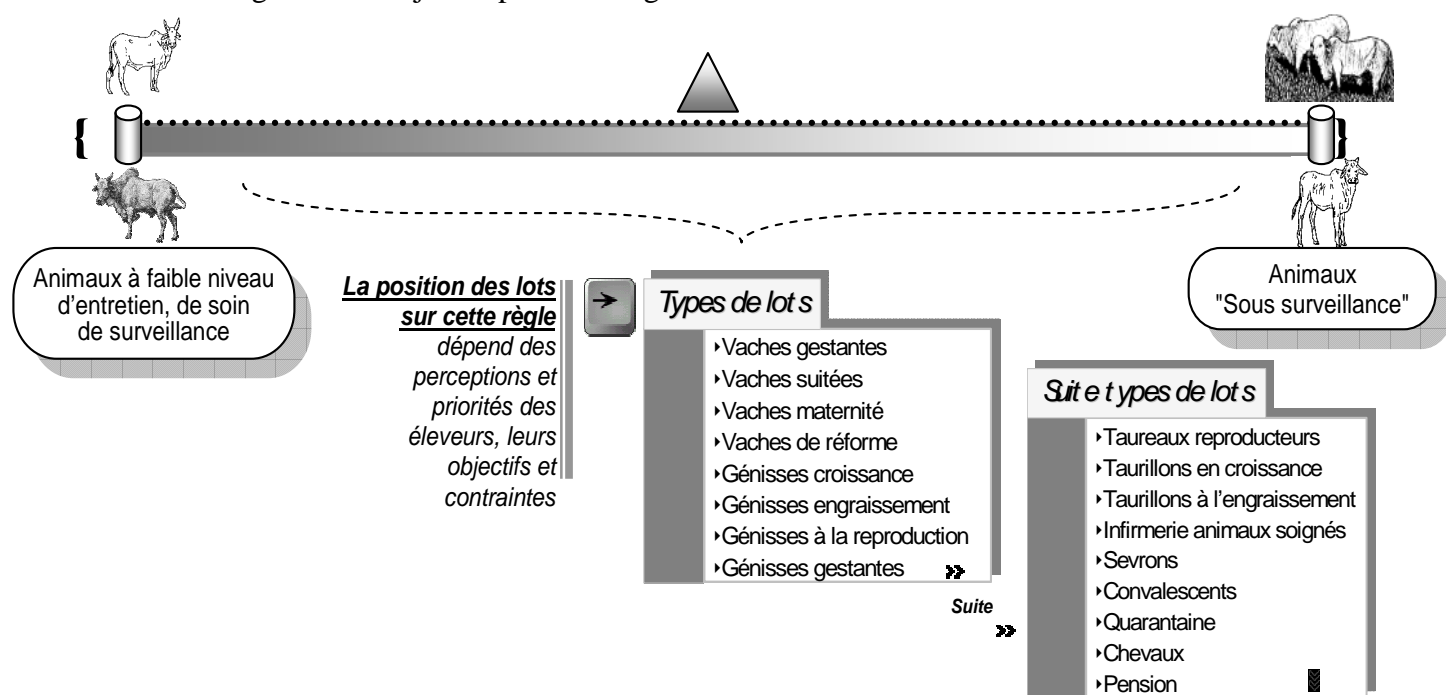 Animaux à faible niveau
d'entretien, de soin
de surveillance
La position des lots
sur cette règle
dépend des
perceptions et
priorités des
éleveurs, leurs
objectifs et
contraintes
Types de lots
‣Vaches gestantes
‣Vaches suitées
‣Vaches maternité
‣Vaches de réforme
‣Génisses croissance
‣Génisses engraissement
‣Génisses à la reproduction
‣Génisses gestantes
Suite
Animaux
"Sous surveillance"
Suite types de lots
‣Taureaux reproducteurs
‣Taurillons en croissance
‣Taurillons à l'engraissement
‣Infirmerie animaux soignés
‣Sevrons
‣Convalescents
‣Quarantaine
‣Chevaux
‣Pension